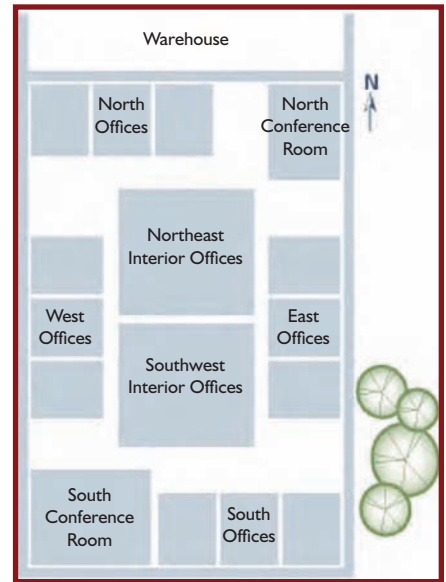 Warehouse
N
North
Offices
North
Conference
Room
Northeast
Interior Offices
West
Offices
East
Offices
Southwest
Interior Offices
South
Conference
Room
South
Offices